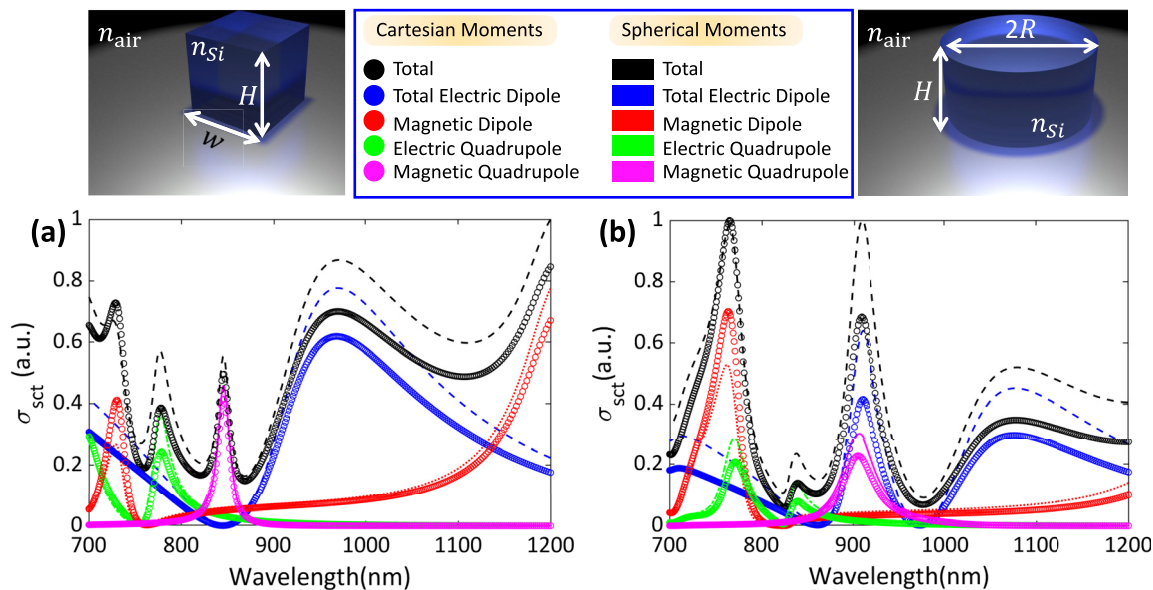 n_air
n_Si
H
w
Cartesian Moments
Total
Total Electric Dipole
Magnetic Dipole
Electric Quadrupole
Magnetic Quadrupole
Spherical Moments
Total
Total Electric Dipole
Magnetic Dipole
Electric Quadrupole
Magnetic Quadrupole
n_air
2R
H
n_Si
(a)
σ_sct (a.u.)
1
0.8
0.6
0.4
0.2
0
700 800 900 1000 1100 1200
Wavelength(nm)
(b)
σ_sct (a.u.)
1
0.8
0.6
0.4
0.2
0
700 800 900 1000 1100 1200
Wavelength(nm)